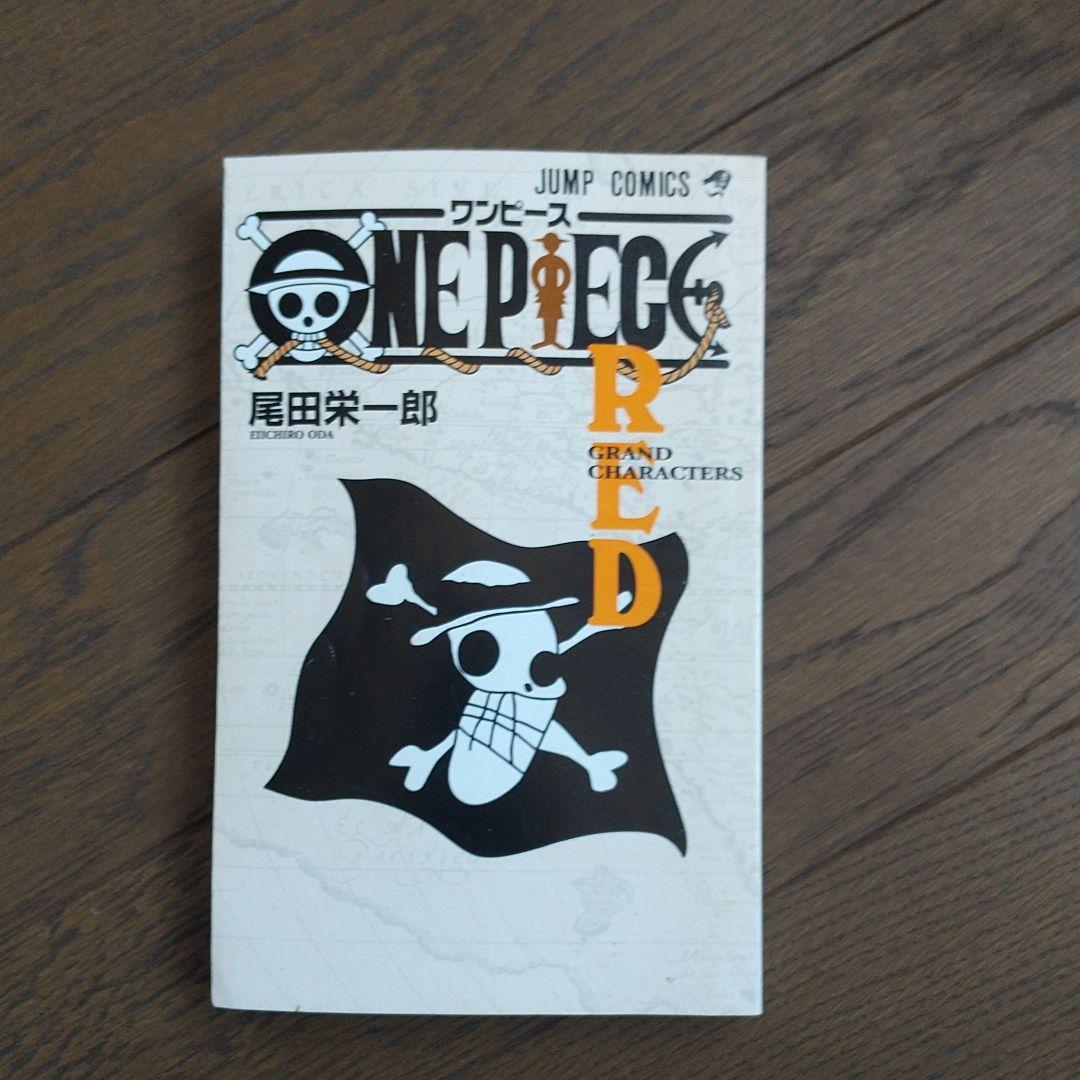 JUMP COMICS
ワンピース
ONE PIECE
RED
尾田栄一郎
EIICHIRO ODA
GRAND
CHARACTERS